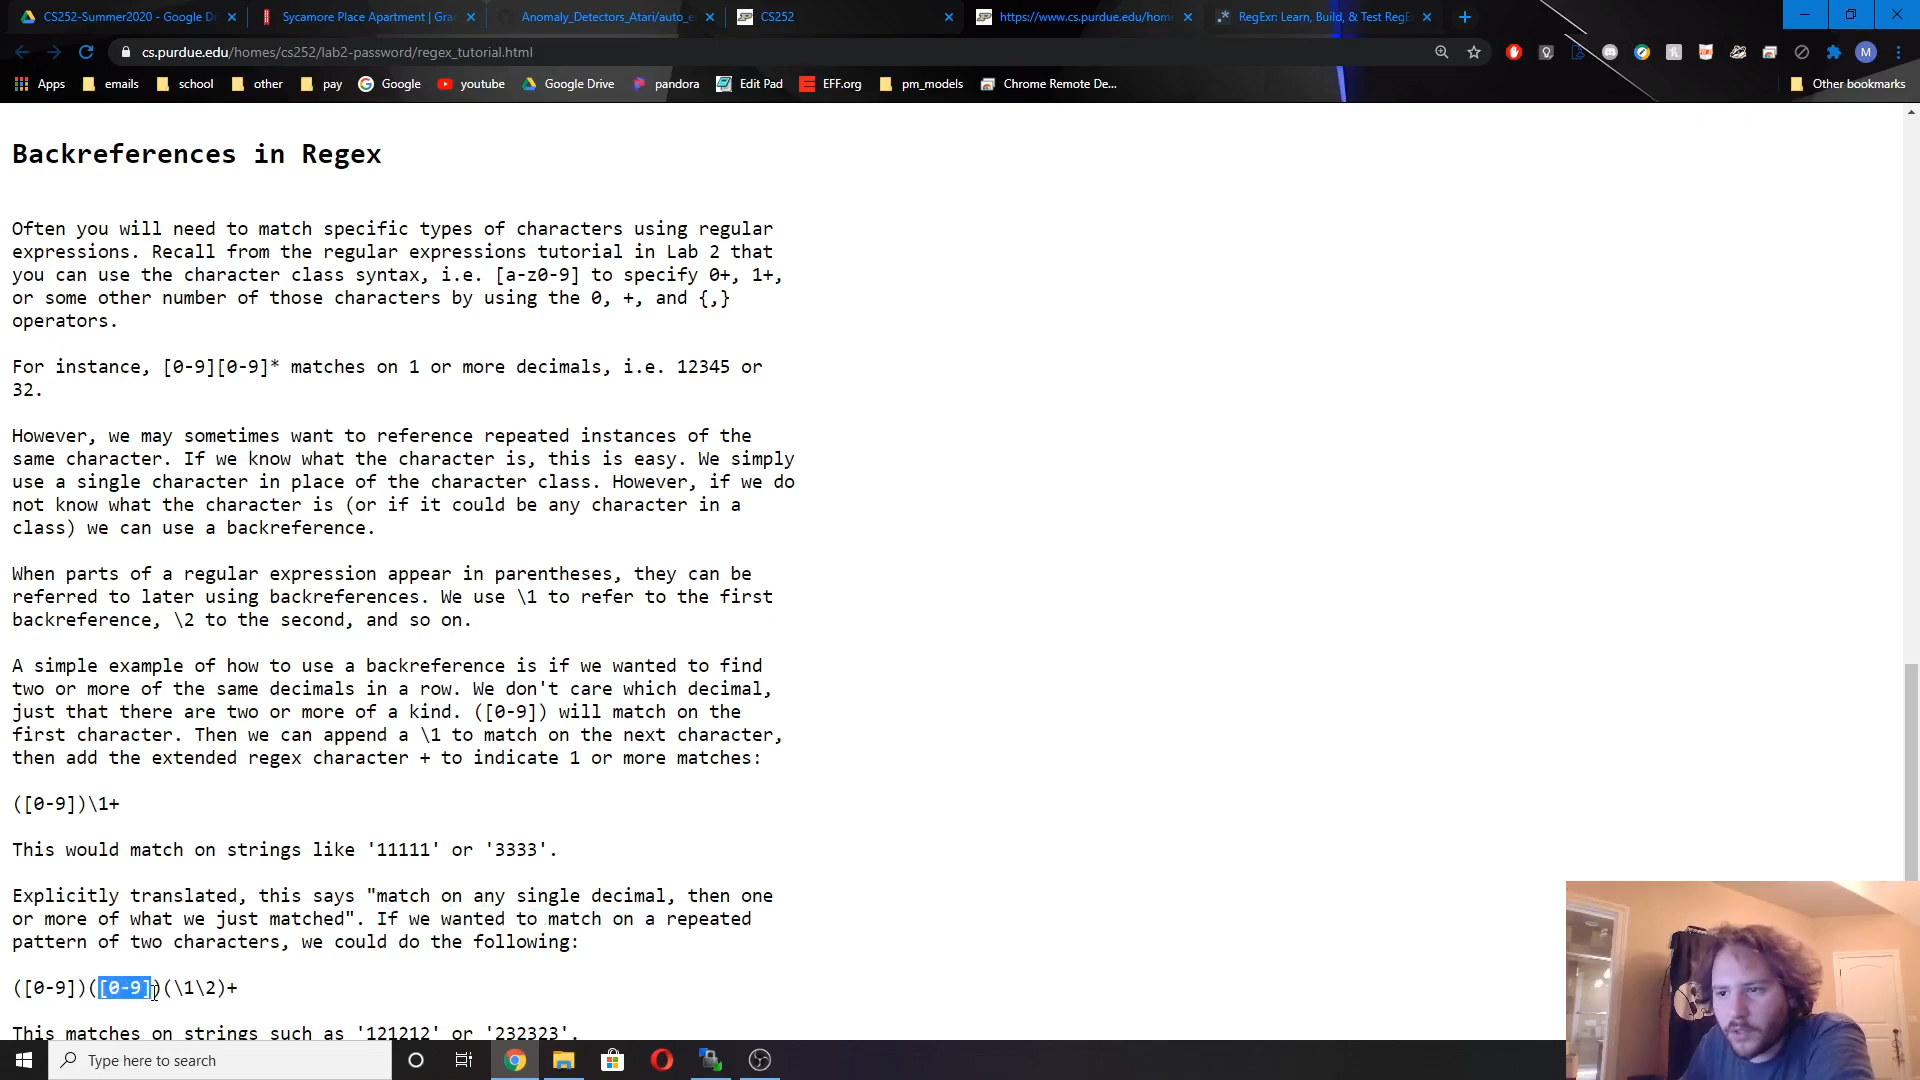 CS252-Summer2020 - Google D
Sycamore Place Apartment | Gra
Anomaly_Detectors_Atari/auto_e
CS252
https://www.cs.purdue.edu/home
RegExr: Learn, Build, & Test RegE
cs.purdue.edu/homes/cs252/lab2-password/regex_tutorial.html
M
Apps
emails
school
other
pay
Google
youtube
Google Drive
pandora
Edit Pad
EFF.org
pm_models
Chrome Remote De...
Other bookmarks
Backreferences in Regex
Often you will need to match specific types of characters using regular
expressions. Recall from the regular expressions tutorial in Lab 2 that
you can use the character class syntax, i.e. [a-z0-9] to specify 0+, 1+,
or some other number of those characters by using the 0, +, and {,}
operators.
For instance, [0-9][0-9]* matches on 1 or more decimals, i.e. 12345 or
32.
However, we may sometimes want to reference repeated instances of the
same character. If we know what the character is, this is easy. We simply
use a single character in place of the character class. However, if we do
not know what the character is (or if it could be any character in a
class) we can use a backreference.
When parts of a regular expression appear in parentheses, they can be
referred to later using backreferences. We use \1 to refer to the first
backreference, \2 to the second, and so on.
A simple example of how to use a backreference is if we wanted to find
two or more of the same decimals in a row. We don't care which decimal,
just that there are two or more of a kind. ([0-9]) will match on the
first character. Then we can append a \1 to match on the next character,
then add the extended regex character + to indicate 1 or more matches:
([0-9])\1+
This would match on strings like '11111' or '3333'.
Explicitly translated, this says "match on any single decimal, then one
or more of what we just matched". If we wanted to match on a repeated
pattern of two characters, we could do the following:
([0-9])([0-9])(\1\2)+
This matches on strings such as '121212' or '232323'.
Type here to search